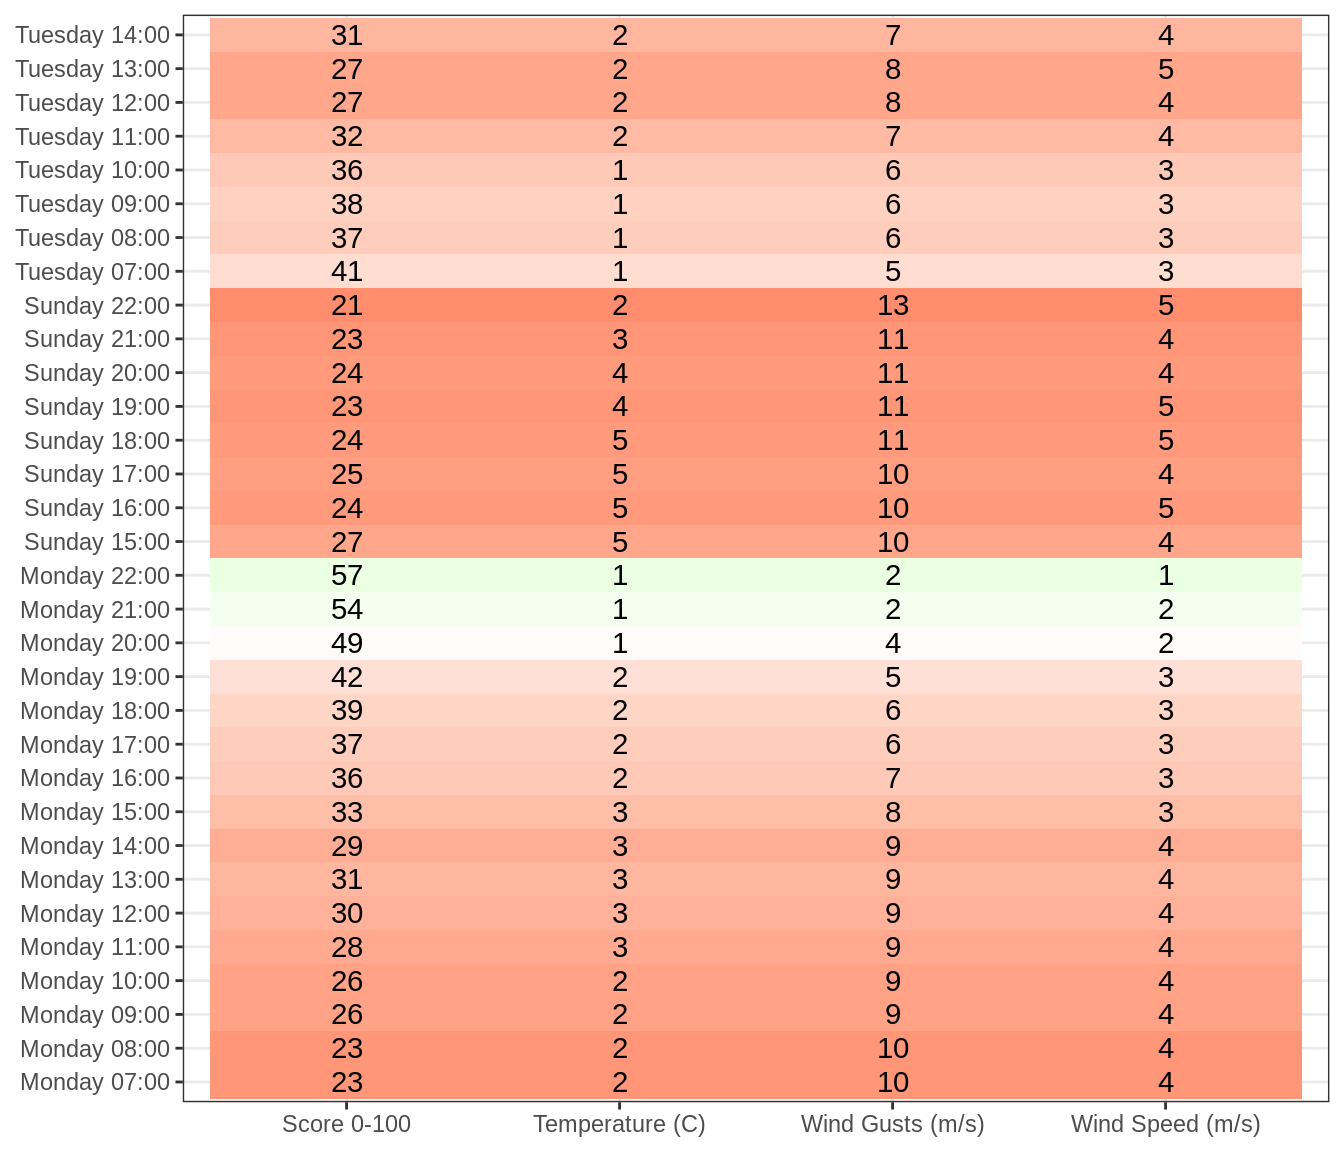 Tuesday 14:00 31 2 7 4
Tuesday 13:00 27 2 8 5
Tuesday 12:00 27 2 8 4
Tuesday 11:00 32 2 7 4
Tuesday 10:00 36 1 6 3
Tuesday 09:00 38 1 6 3
Tuesday 08:00 37 1 6 3
Tuesday 07:00 41 1 5 3
Sunday 22:00 21 2 13 5
Sunday 21:00 23 3 11 4
Sunday 20:00 24 4 11 4
Sunday 19:00 23 4 11 5
Sunday 18:00 24 5 11 5
Sunday 17:00 25 5 10 4
Sunday 16:00 24 5 10 5
Sunday 15:00 27 5 10 4
Monday 22:00 57 1 2 1
Monday 21:00 54 1 2 2
Monday 20:00 49 1 4 2
Monday 19:00 42 2 5 3
Monday 18:00 39 2 6 3
Monday 17:00 37 2 6 3
Monday 16:00 36 2 7 3
Monday 15:00 33 3 8 3
Monday 14:00 29 3 9 4
Monday 13:00 31 3 9 4
Monday 12:00 30 3 9 4
Monday 11:00 28 3 9 4
Monday 10:00 26 2 9 4
Monday 09:00 26 2 9 4
Monday 08:00 23 2 10 4
Monday 07:00 23 2 10 4
Score 0-100 Temperature (C) Wind Gusts (m/s) Wind Speed (m/s)